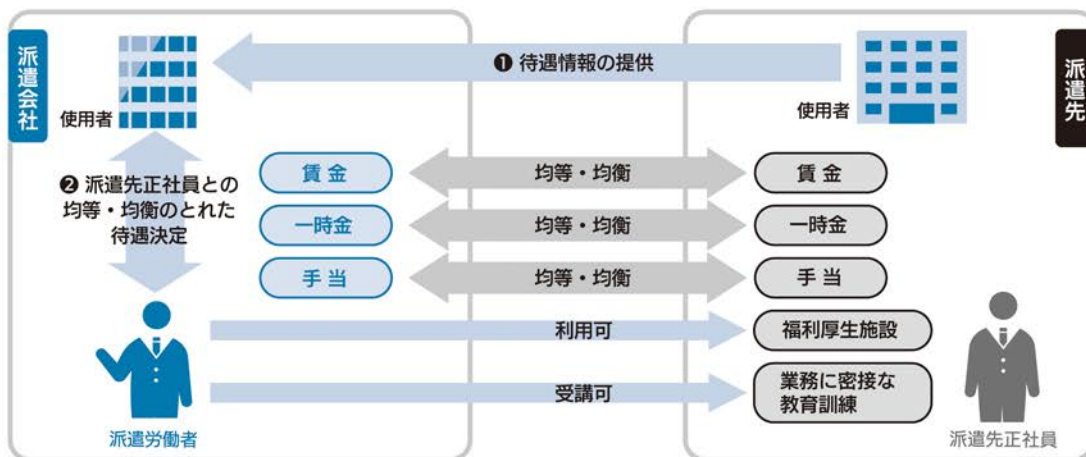 派遣会社
使用者
❶ 待遇情報の提供
使用者
派遣先
❷ 派遣先正社員との
均等・均衡のとれた
待遇決定
賃金
均等・均衡
賃金
一時金
均等・均衡
一時金
手当
均等・均衡
手当
利用可
福利厚生施設
受講可
業務に密接な
教育訓練
派遣労働者
派遣先正社員